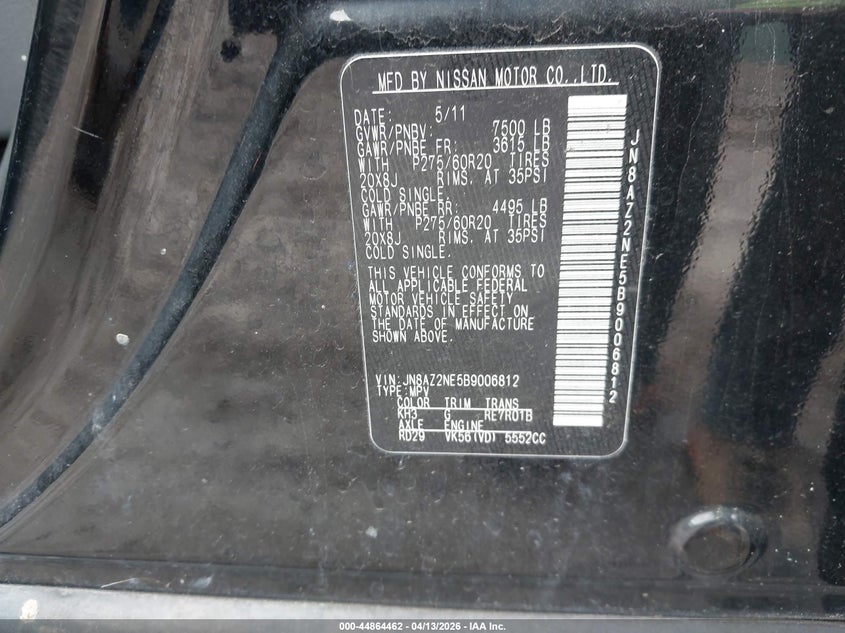 MFD BY NISSAN MOTOR CO.,LTD.
DATE: 5/11
GVWR/PNBV: 7500 LB
GAWR/PNBE FR: 3615 LB
WITH P275/60R20 TIRES
20X8J RIMS. AT 35PSI
COLD SINGLE.
GAWR/PNBE RR: 4495 LB
WITH P275/60R20 TIRES
20X8J RIMS. AT 35PSI
COLD SINGLE.
THIS VEHICLE CONFORMS TO
ALL APPLICABLE FEDERAL
MOTOR VEHICLE SAFETY
STANDARDS IN EFFECT ON
THE DATE OF MANUFACTURE
SHOWN ABOVE.
VIN:JN8AZ2NE5B9006812
TYPE:MPV
COLOR TRIM TRANS
KH3 G RE7R01B
AXLE ENGINE
RD29 VK56(VD) 5552CC
JN8AZ2NE5B9006812
000-44864462 - 04/13/2026 - IAA Inc.